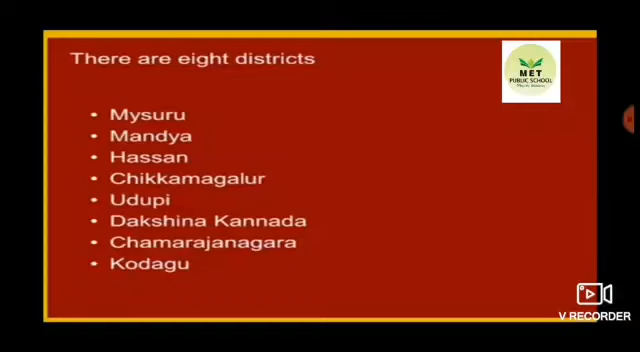 There are eight districts
MET
PUBLIC SCHOOL
• Mysuru
• Mandya
• Hassan
• Chikkamagalur
• Udupi
• Dakshina Kannada
• Chamarajanagara
• Kodagu
V RECORDER